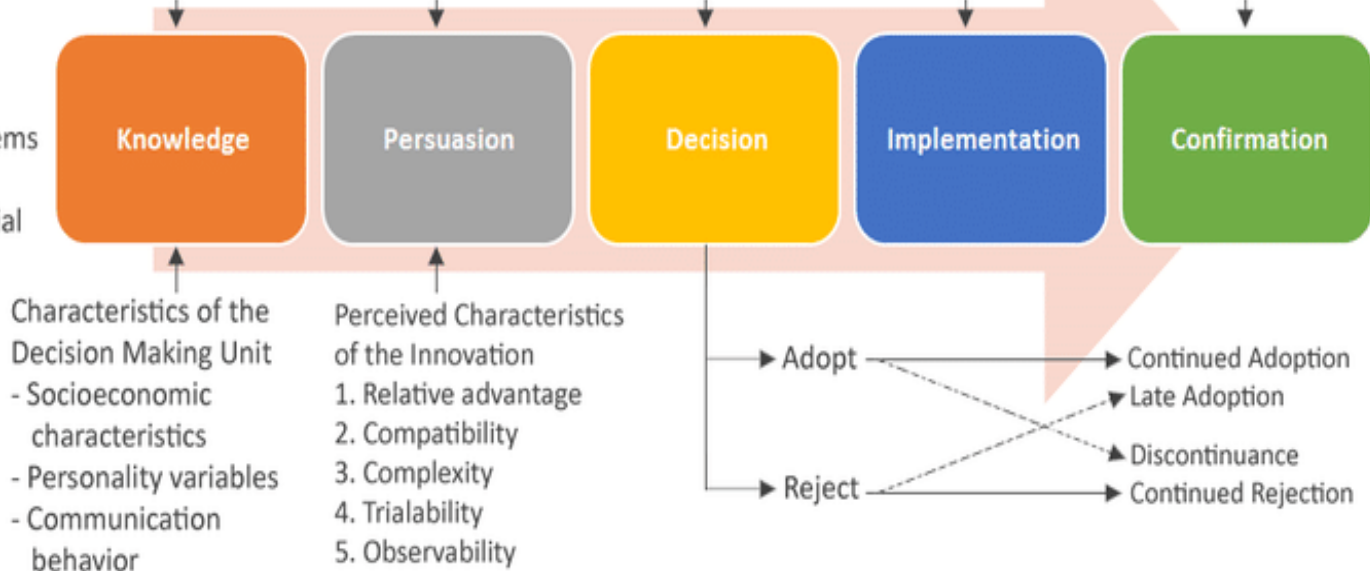 Knowledge
Persuasion
Decision
Implementation
Confirmation
Characteristics of the
Decision Making Unit
- Socioeconomic
characteristics
- Personality variables
- Communication
behavior
Perceived Characteristics
of the Innovation
1. Relative advantage
2. Compatibility
3. Complexity
4. Trialability
5. Observability
Adopt
Reject
Continued Adoption
Late Adoption
Discontinuance
Continued Rejection